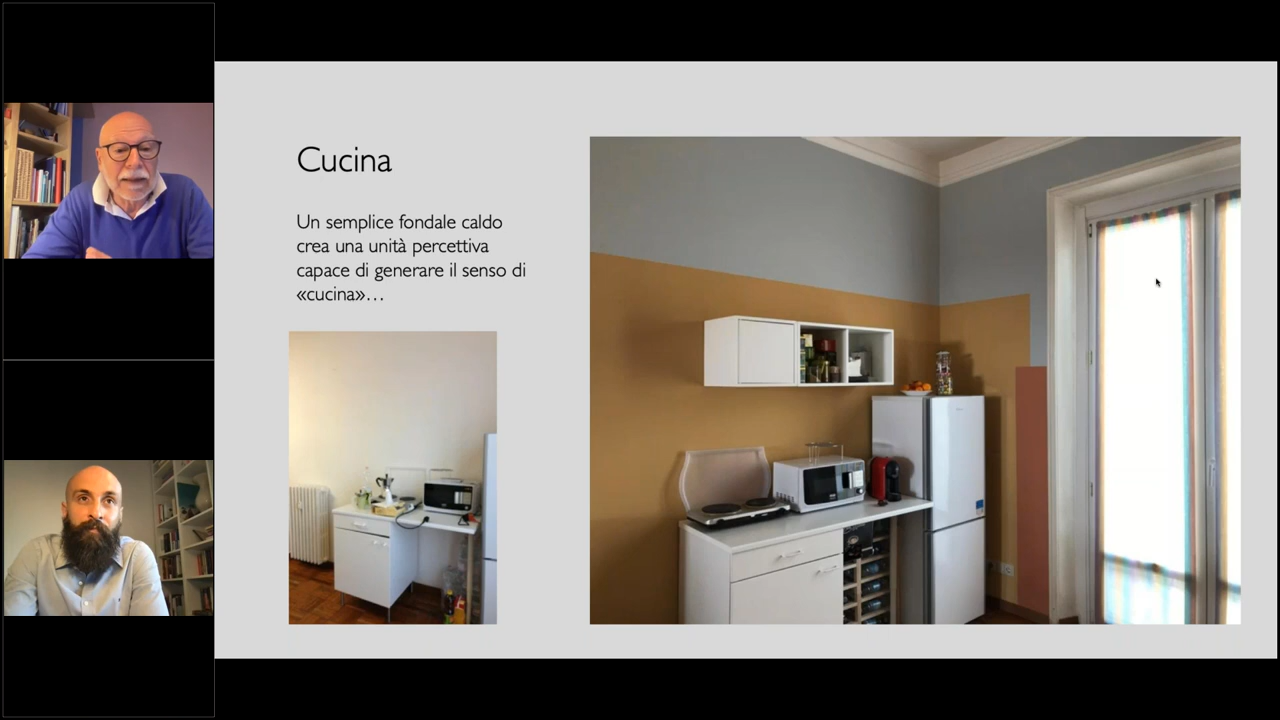 Cucina
Un semplice fondale caldo
crea una unità percettiva
capace di generare il senso di
«cucina»…